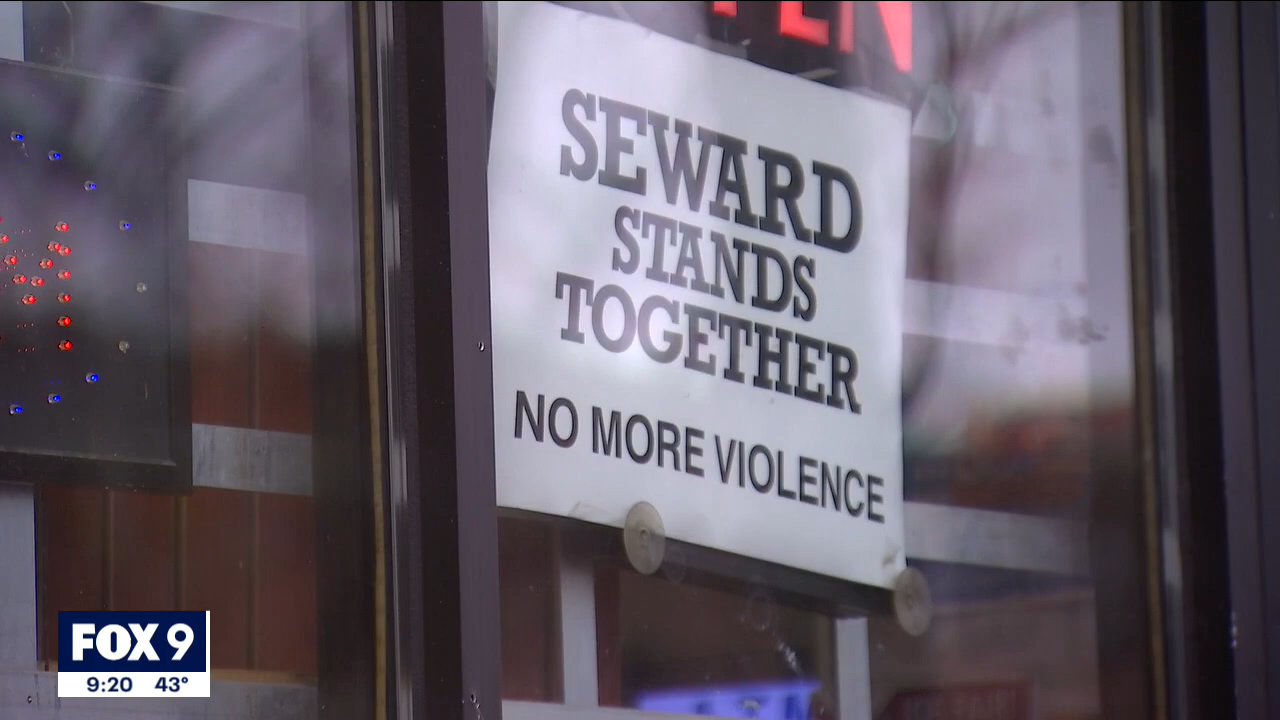 SEWARD
STANDS
TOGETHER
NO MORE VIOLENCE
FOX 9
9:20 43°